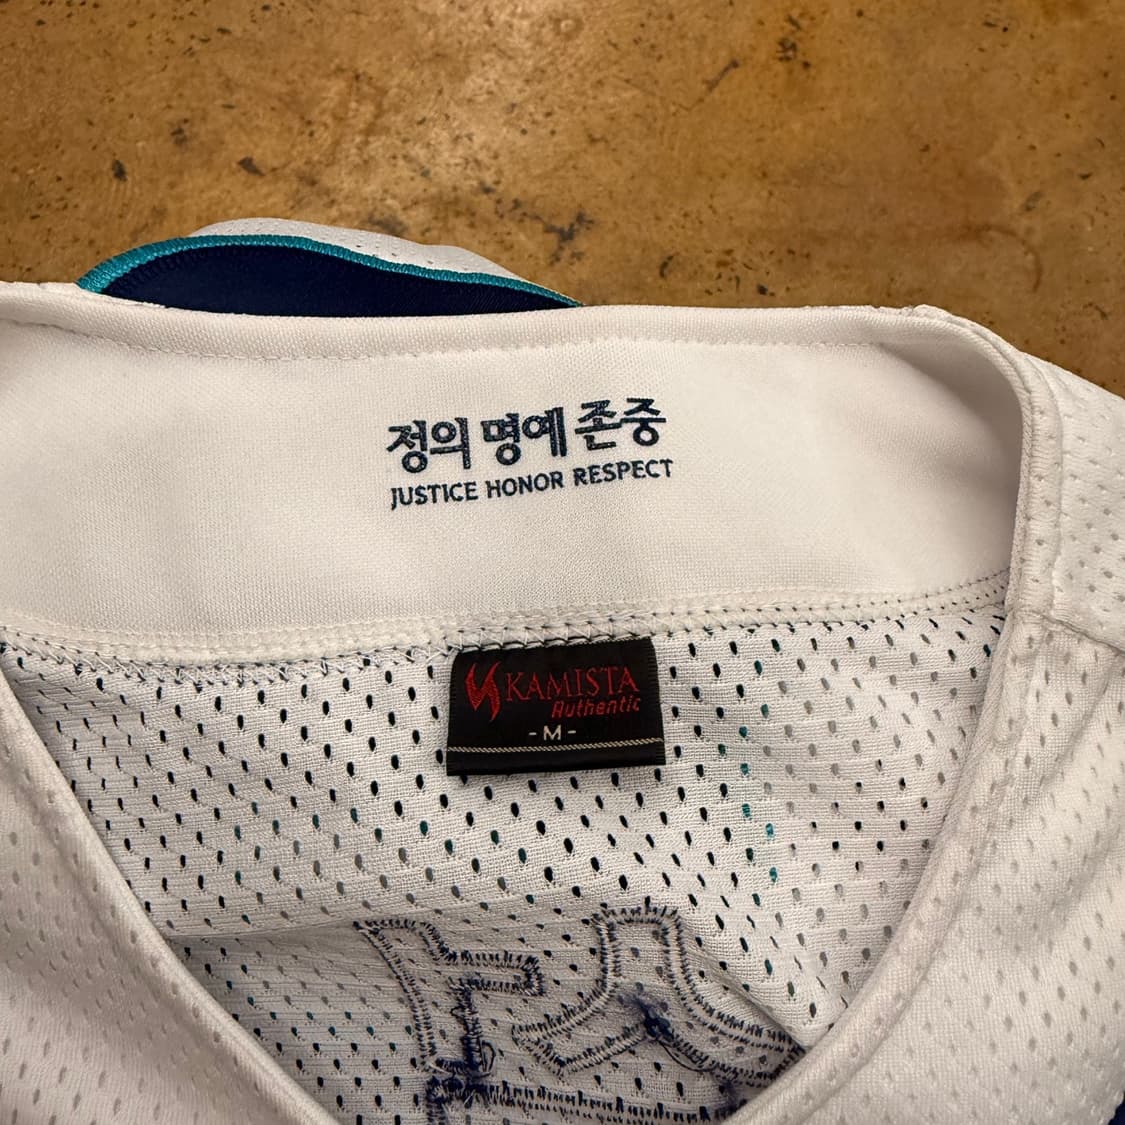 정의 명예 존중
JUSTICE HONOR RESPECT
KAMISTA
Authentic
-M-